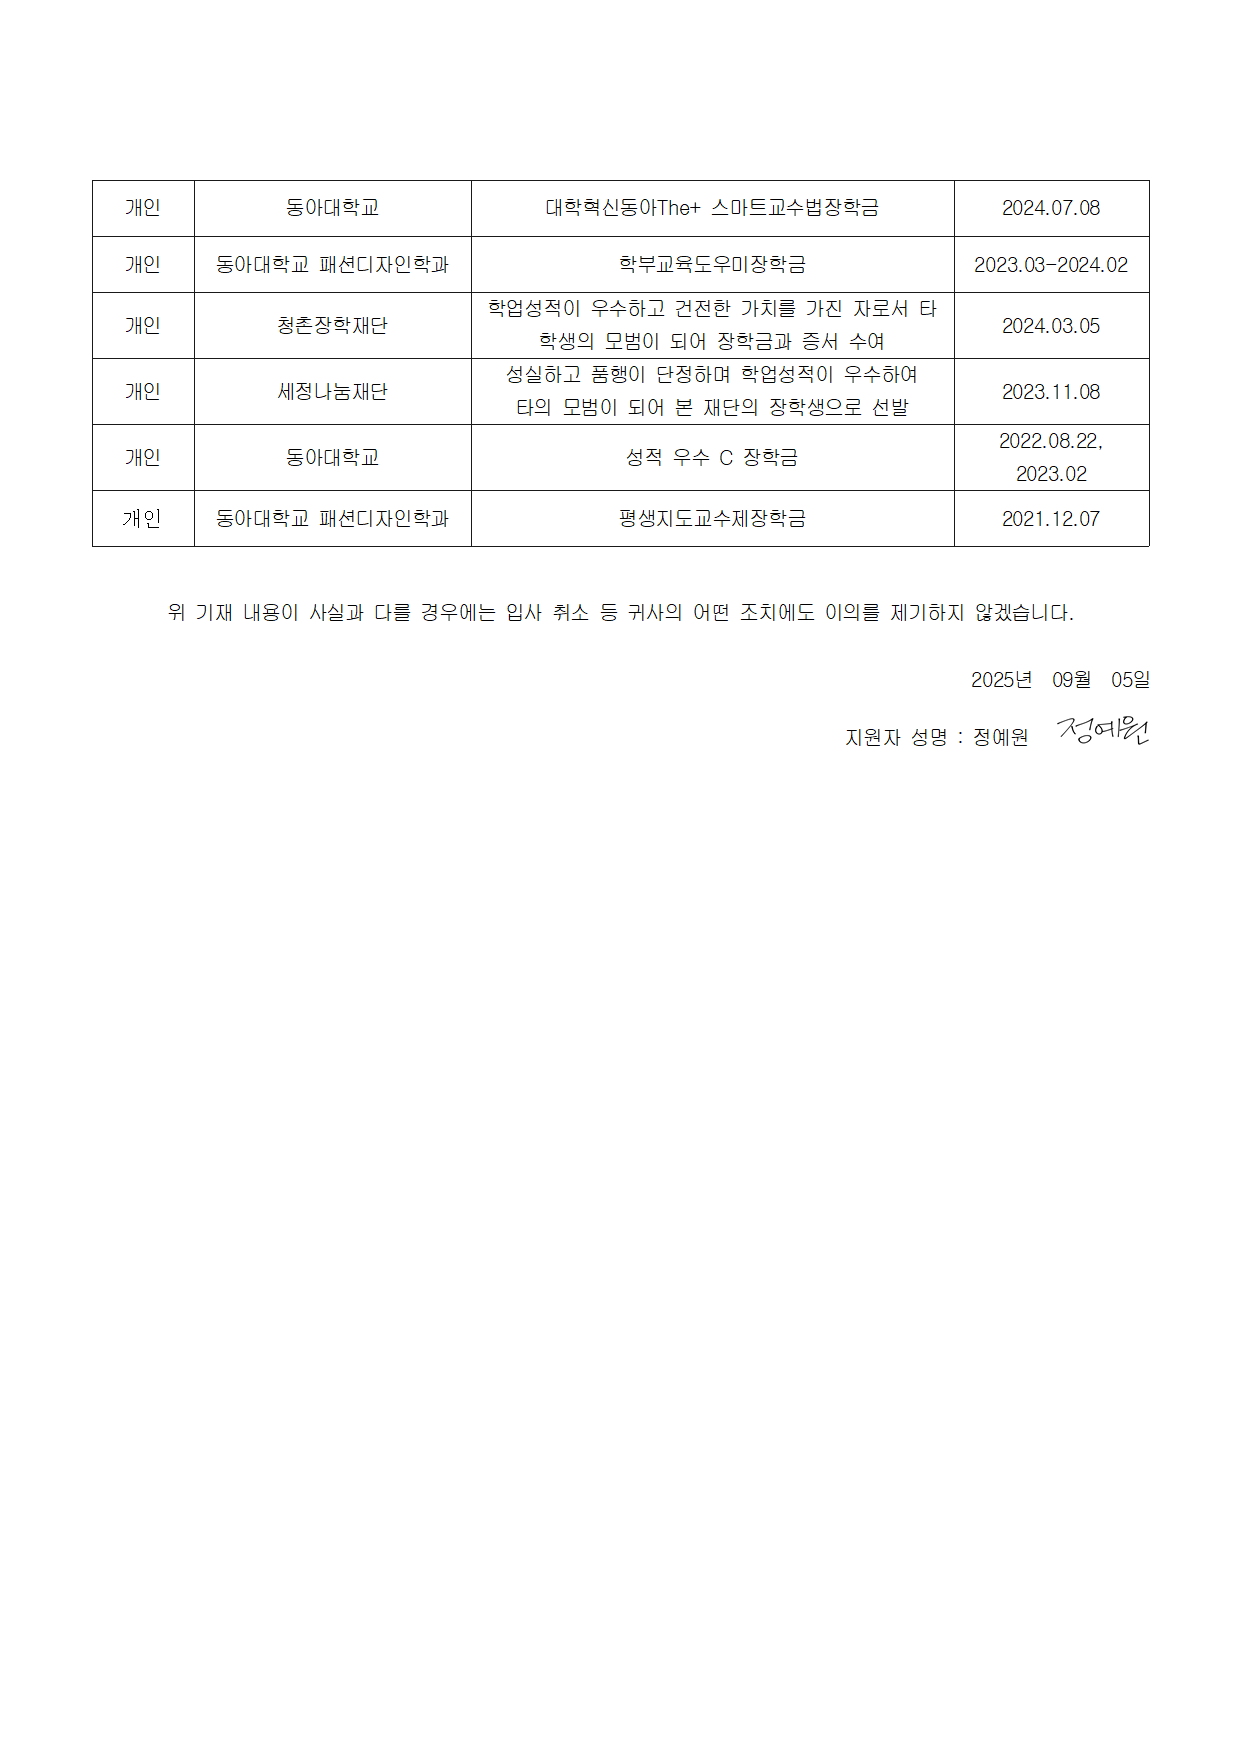 개인 동아대학교 대학혁신동아The+ 스마트교수법장학금 2024.07.08
개인 동아대학교 패션디자인학과 학부교육도우미장학금 2023.03-2024.02
개인 청촌장학재단 학업성적이 우수하고 건전한 가치를 가진 자로서 타
학생의 모범이 되어 장학금과 증서 수여 2024.03.05
개인 세정나눔재단 성실하고 품행이 단정하며 학업성적이 우수하여
타의 모범이 되어 본 재단의 장학생으로 선발 2023.11.08
개인 동아대학교 성적 우수 C 장학금 2022.08.22,
2023.02
개인 동아대학교 패션디자인학과 평생지도교수제장학금 2021.12.07
위 기재 내용이 사실과 다를 경우에는 입사 취소 등 귀사의 어떤 조치에도 이의를 제기하지 않겠습니다.
2025년 09월 05일
지원자 성명 : 정예원 정예원